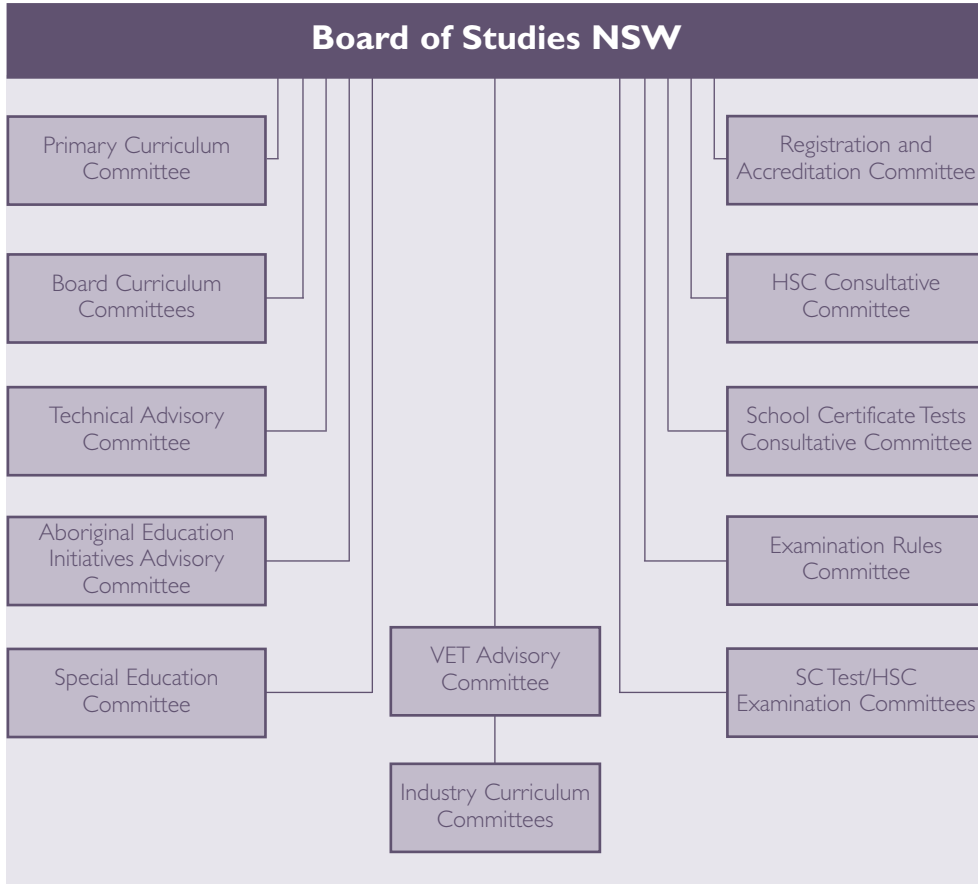 Board of Studies NSW
Primary Curriculum
Committee
Board Curriculum
Committees
Technical Advisory
Committee
Aboriginal Education
Initiatives Advisory
Committee
Special Education
Committee
VET Advisory
Committee
Industry Curriculum
Committees
Registration and
Accreditation Committee
HSC Consultative
Committee
School Certificate Tests
Consultative Committee
Examination Rules
Committee
SC Test/HSC
Examination Committees